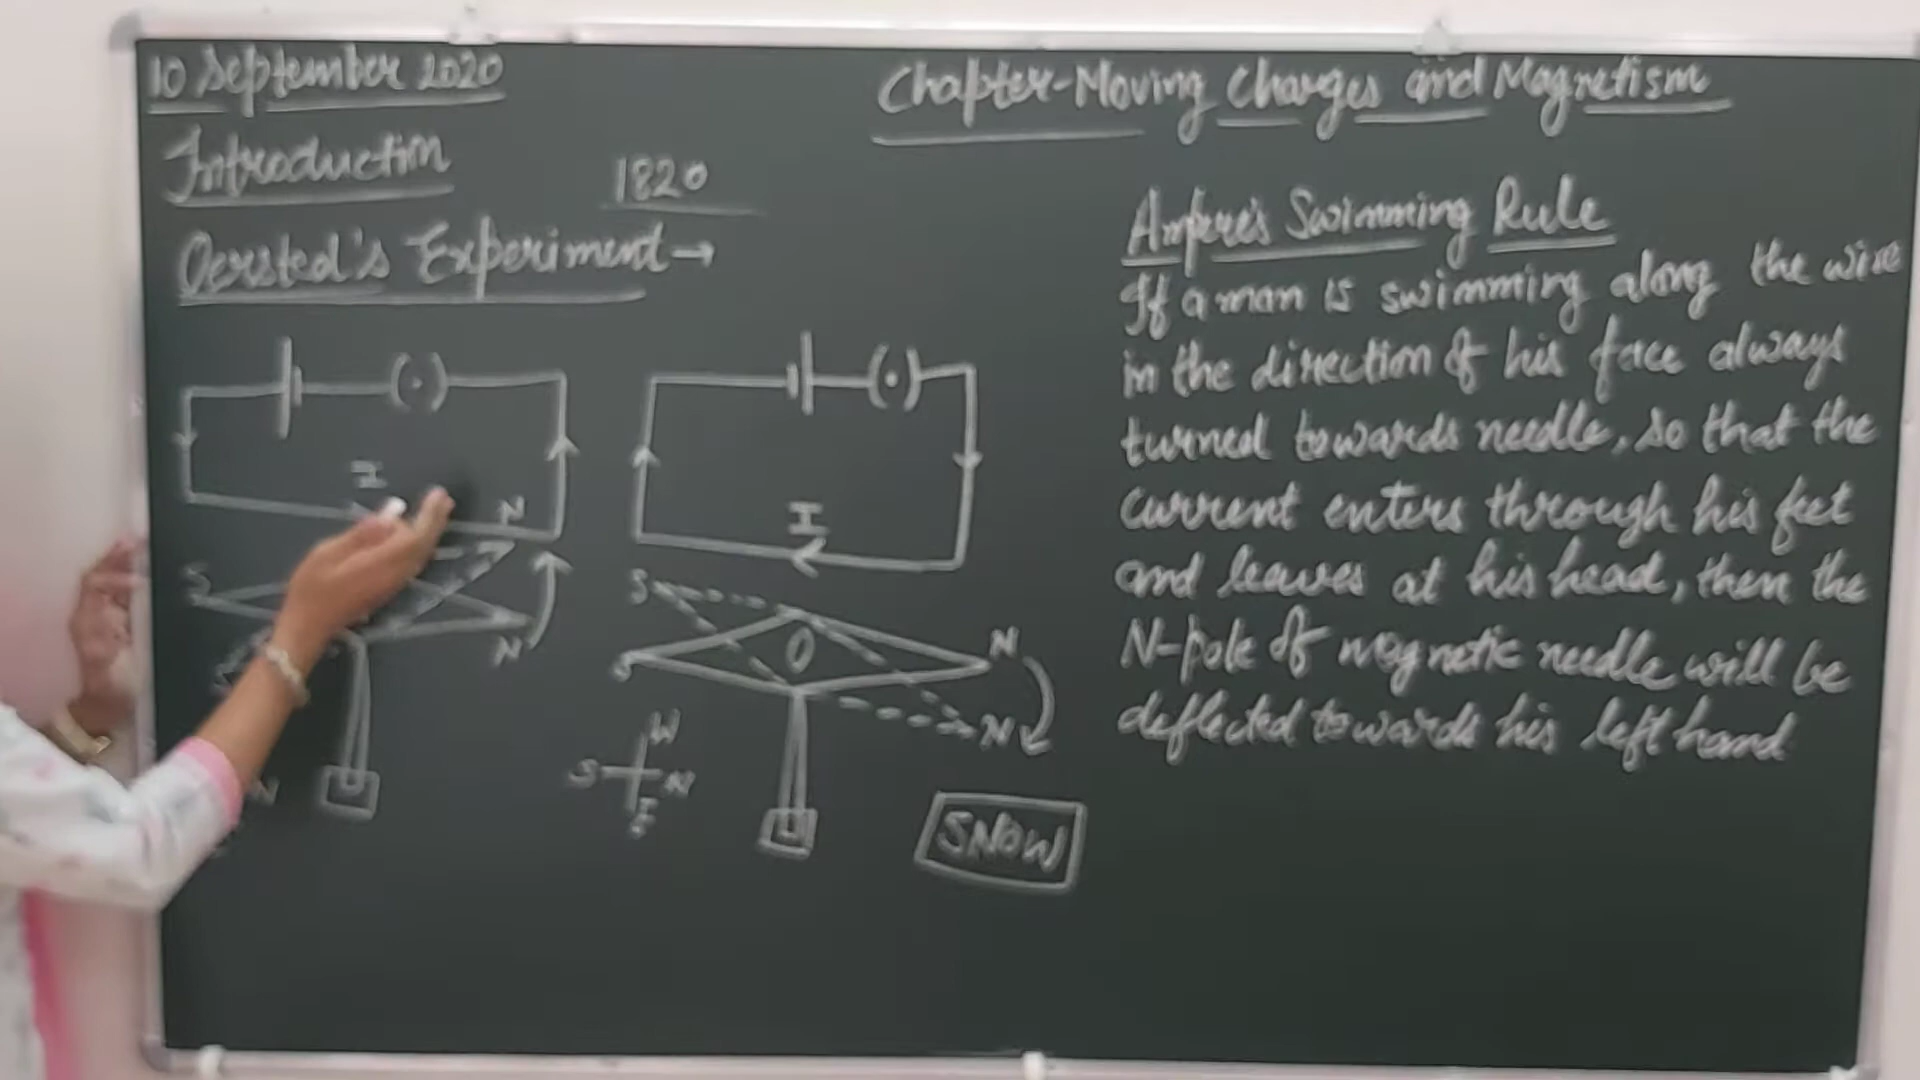 10 September 2020
Chapter-Moving Charges and Magnetism
Introduction
1820
Oersted's Experiment→
I
N
S
N
N
I
S
N
S
O
N
W
S N
E
SNOW
Ampere's Swimming Rule
If a man is swimming along the wire
in the direction of his face always
turned towards needle, so that the
current enters through his feet
and leaves at his head, then the
N-pole of magnetic needle will be
deflected towards his left hand